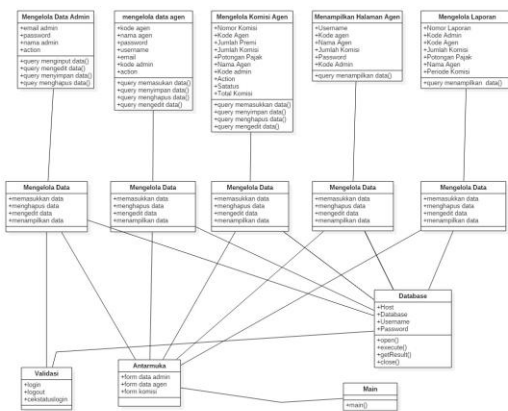 Mengelola Data Admin
+email admin
+password
+nama admin
+action
+query menginput data()
+query mengedit data()
+query menyimpan data()
+query menghapus data()
mengelola data agen
+kode agen
+nama agen
+password
+username
+email
+kode admin
+action
+query memasukan data()
+query menyimpan data()
+query menghapus data()
+query mengedit data()
Mengelola Komisi Agen
+Nomor Komisi
+Kode Agen
+Jumlah Premi
+Jumlah Komisi
+Potongan Pajak
+Nama Agen
+Kode admin
+Action
+Satatus
+Total Komisi
+query memasukkan data()
+query menyimpan data()
+query menghapus data()
+query mengedit data()
Menampilkan Halaman Agen
+Username
+Kode agen
+Nama Agen
+Jumlah Komisi
+Password
+Kode Admin
+query menampilkan data()
Mengelola Laporan
+Nomor Laporan
+Kode Admin
+Kode Agen
+Jumlah Komisi
+Potongan Pajak
+Nama Agen
+Periode Komisi
+query menampilkan data()
Mengelola Data
+memasukkan data
+menghapus data
+mengedit data
+menampilkan data
Mengelola Data
+memasukkan data
+menghapus data
+mengedit data
+menampilkan data
Mengelola Data
+memasukkan data
+menghapus data
+mengedit data
+menampilkan data
Mengelola Data
+memasukkan data
+menghapus data
+mengedit data
+menampilkan data
Mengelola Data
+memasukkan data
+menghapus data
+mengedit data
+menampilkan data
Database
+Host
+Database
+Username
+Password
+open()
+execute()
+getResult()
+close()
Validasi
+login
+logout
+cekstatuslogin
Antarmuka
+form data admin
+form data agen
+form komisi
Main
+main()